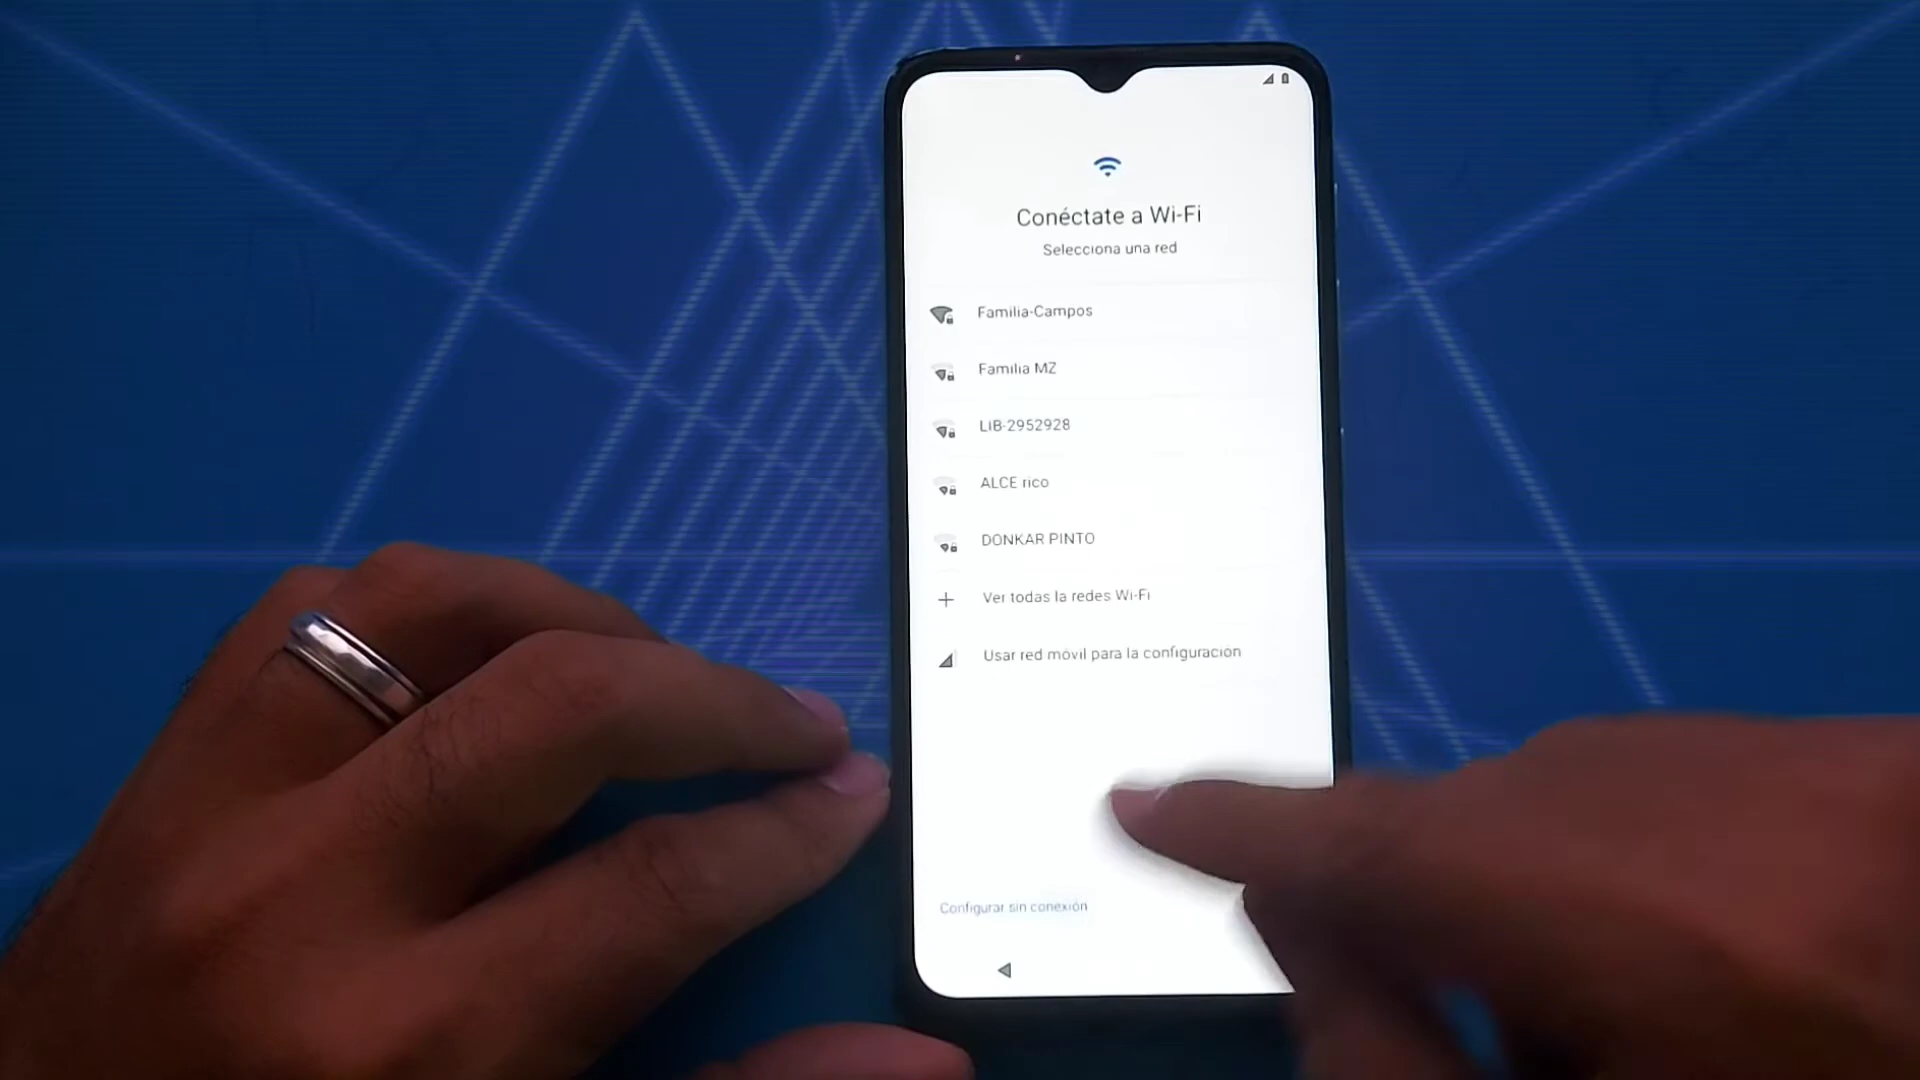 Conéctate a Wi-Fi
Selecciona una red
Familia-Campos
Familia MZ
LIB-2952928
ALCE rico
DONKAR PINTO
Ver todas la redes Wi-Fi
Usar red móvil para la configuración
Configurar sin conexión